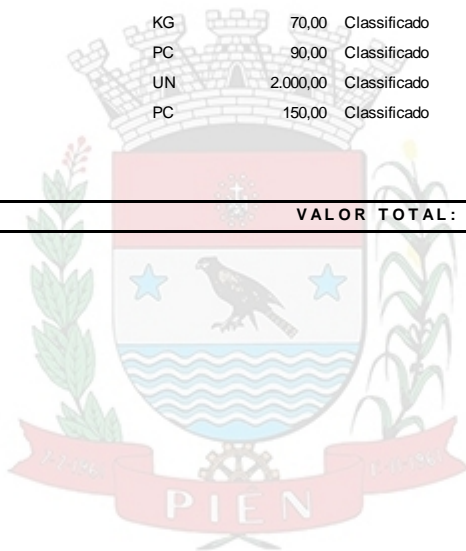 KG 70,00 Classificado
PC 90,00 Classificado
UN 2.000,00 Classificado
PC 150,00 Classificado
VALOR TOTAL:
PIÊN